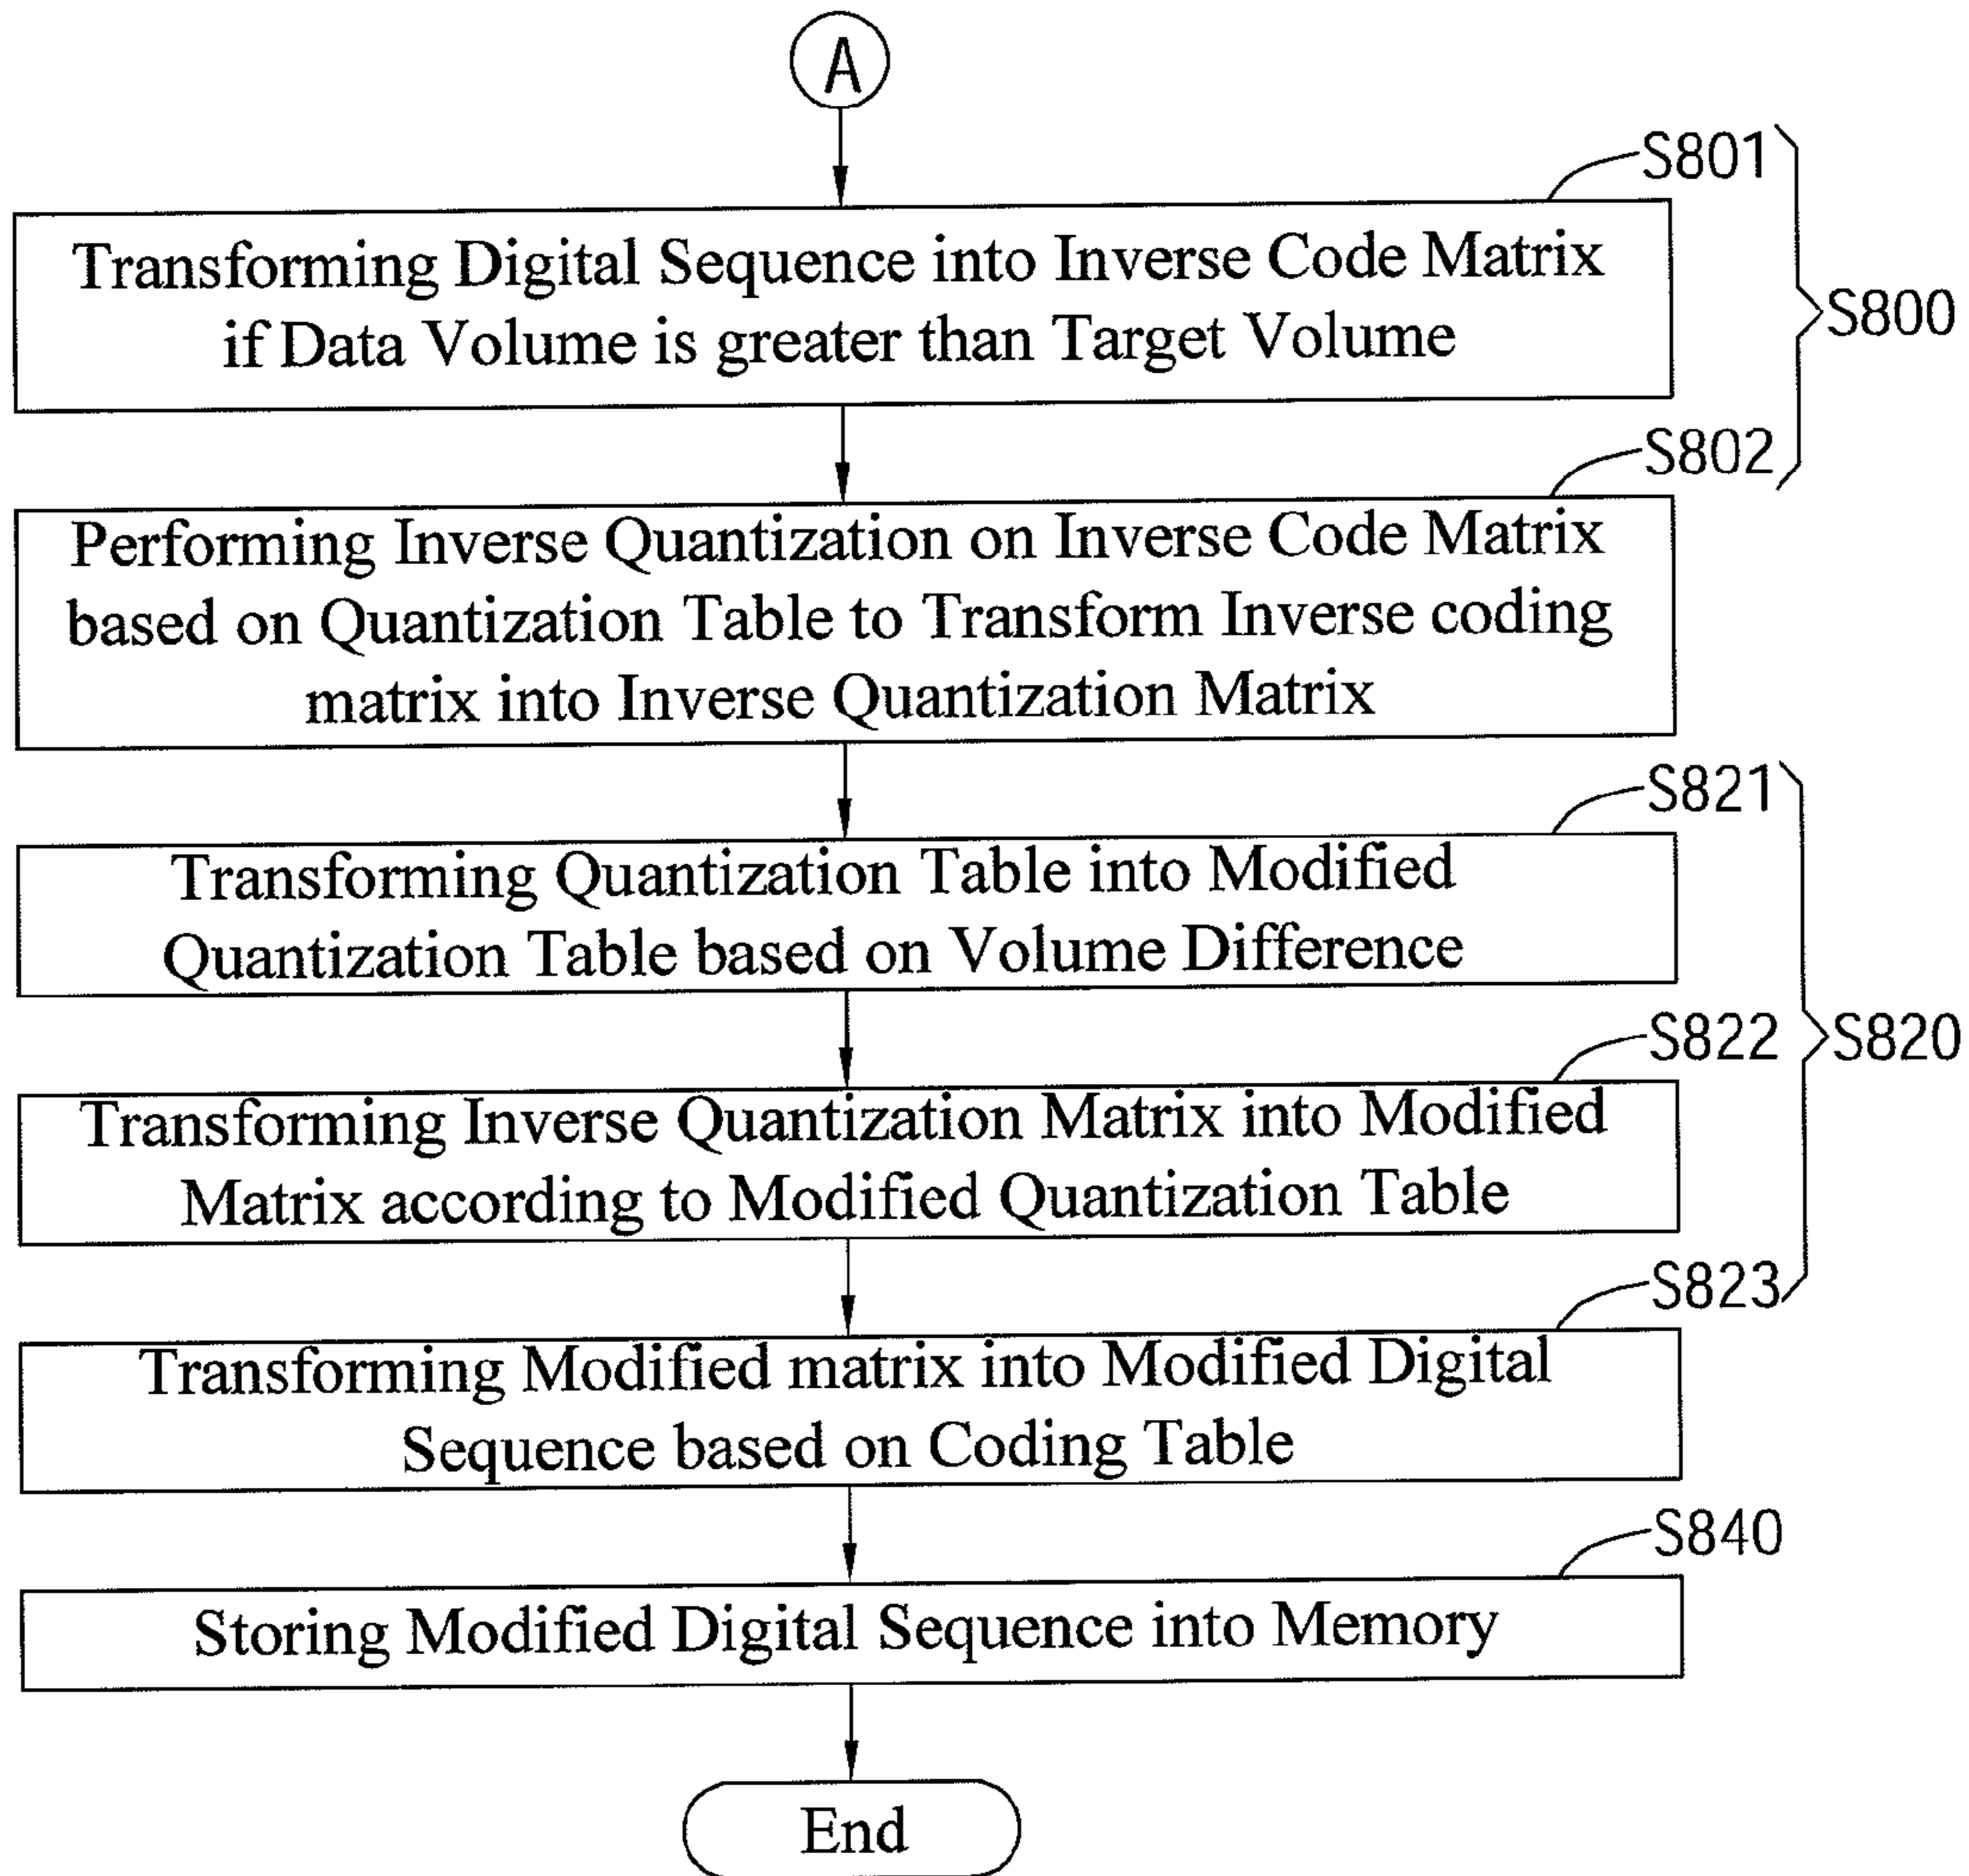 A
S801
Transforming Digital Sequence into Inverse Code Matrix
if Data Volume is greater than Target Volume
S800
S802
Performing Inverse Quantization on Inverse Code Matrix
based on Quantization Table to Transform Inverse coding
matrix into Inverse Quantization Matrix
S821
Transforming Quantization Table into Modified
Quantization Table based on Volume Difference
S822
S820
Transforming Inverse Quantization Matrix into Modified
Matrix according to Modified Quantization Table
S823
Transforming Modified matrix into Modified Digital
Sequence based on Coding Table
S840
Storing Modified Digital Sequence into Memory
End